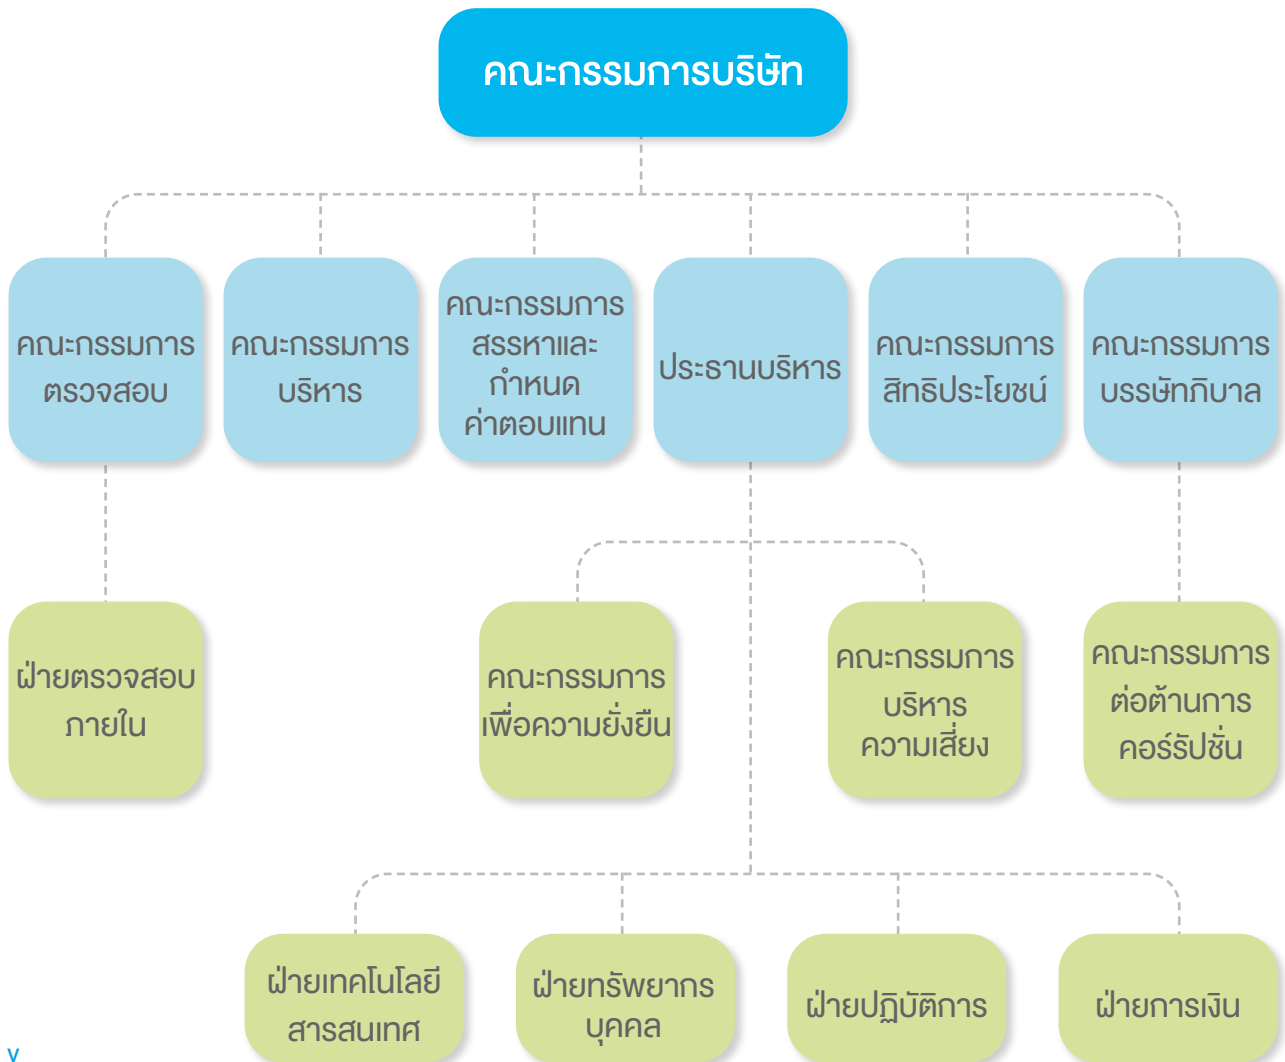 คณะกรรมการบริษัท
คณะกรรมการ
ตรวจสอบ
คณะกรรมการ
บริหาร
คณะกรรมการ
สรรหาและ
กำหนด
ค่าตอบแทน
ประธานบริหาร
คณะกรรมการ
สิทธิประโยชน์
คณะกรรมการ
บรรษัทภิบาล
ฝ่ายตรวจสอบ
ภายใน
คณะกรรมการ
เพื่อความยั่งยืน
คณะกรรมการ
บริหาร
ความเสี่ยง
คณะกรรมการ
ต่อต้านการ
คอร์รัปชั่น
ฝ่ายเทคโนโลยี
สารสนเทศ
ฝ่ายทรัพยากร
บุคคล
ฝ่ายปฏิบัติการ
ฝ่ายการเงิน
v